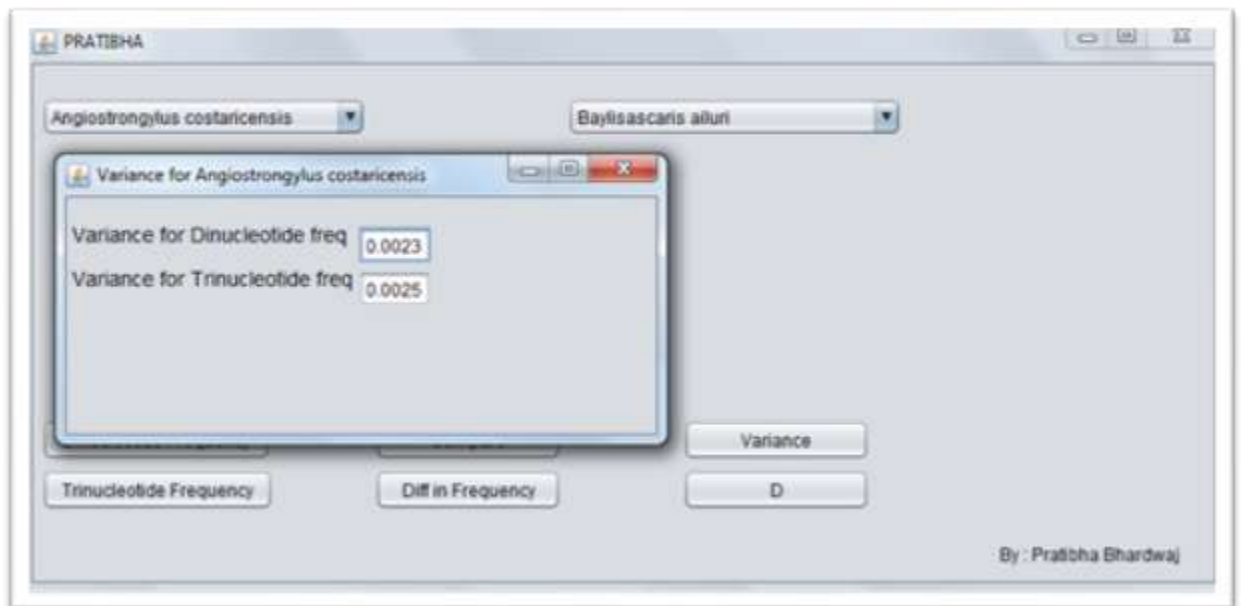 PRATIBHA
Angiostrongylus costaricensis Baylisascaris ailuri
Variance for Angiostrongylus costaricensis
Variance for Dinucleotide freq 0.0023
Variance for Trinucleotide freq 0.0025
Variance
Trinucleotide Frequency Diff in Frequency D
By : Pratibha Bhardwaj